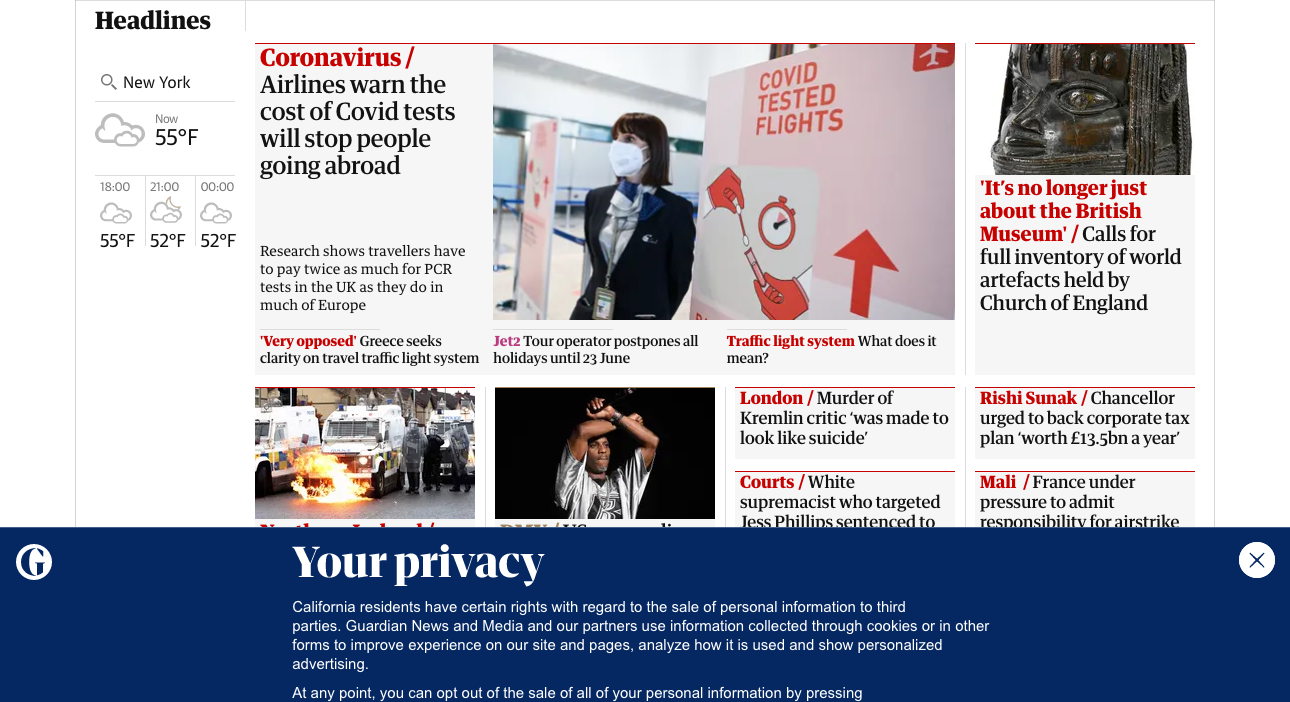 Headlines
New York
Now
55°F
18:00
21:00
00:00
55°F
52°F
52°F
Coronavirus /
Airlines warn the
cost of Covid tests
will stop people
going abroad
Research shows travellers have
to pay twice as much for PCR
tests in the UK as they do in
much of Europe
COVID
TESTED
FLIGHTS
'Very opposed' Greece seeks
clarity on travel traffic light system
Jet2 Tour operator postpones all
holidays until 23 June
Traffic light system What does it
mean?
'It’s no longer just
about the British
Museum' / Calls for
full inventory of world
artefacts held by
Church of England
London / Murder of
Kremlin critic ‘was made to
look like suicide’
Rishi Sunak / Chancellor
urged to back corporate tax
plan ‘worth £13.5bn a year’
Courts / White
supremacist who targeted
Jess Phillips sentenced to
Mali / France under
pressure to admit
responsibility for airstrike
G
Your privacy
California residents have certain rights with regard to the sale of personal information to third
parties. Guardian News and Media and our partners use information collected through cookies or in other
forms to improve experience on our site and pages, analyze how it is used and show personalized
advertising.
At any point, you can opt out of the sale of all of your personal information by pressing